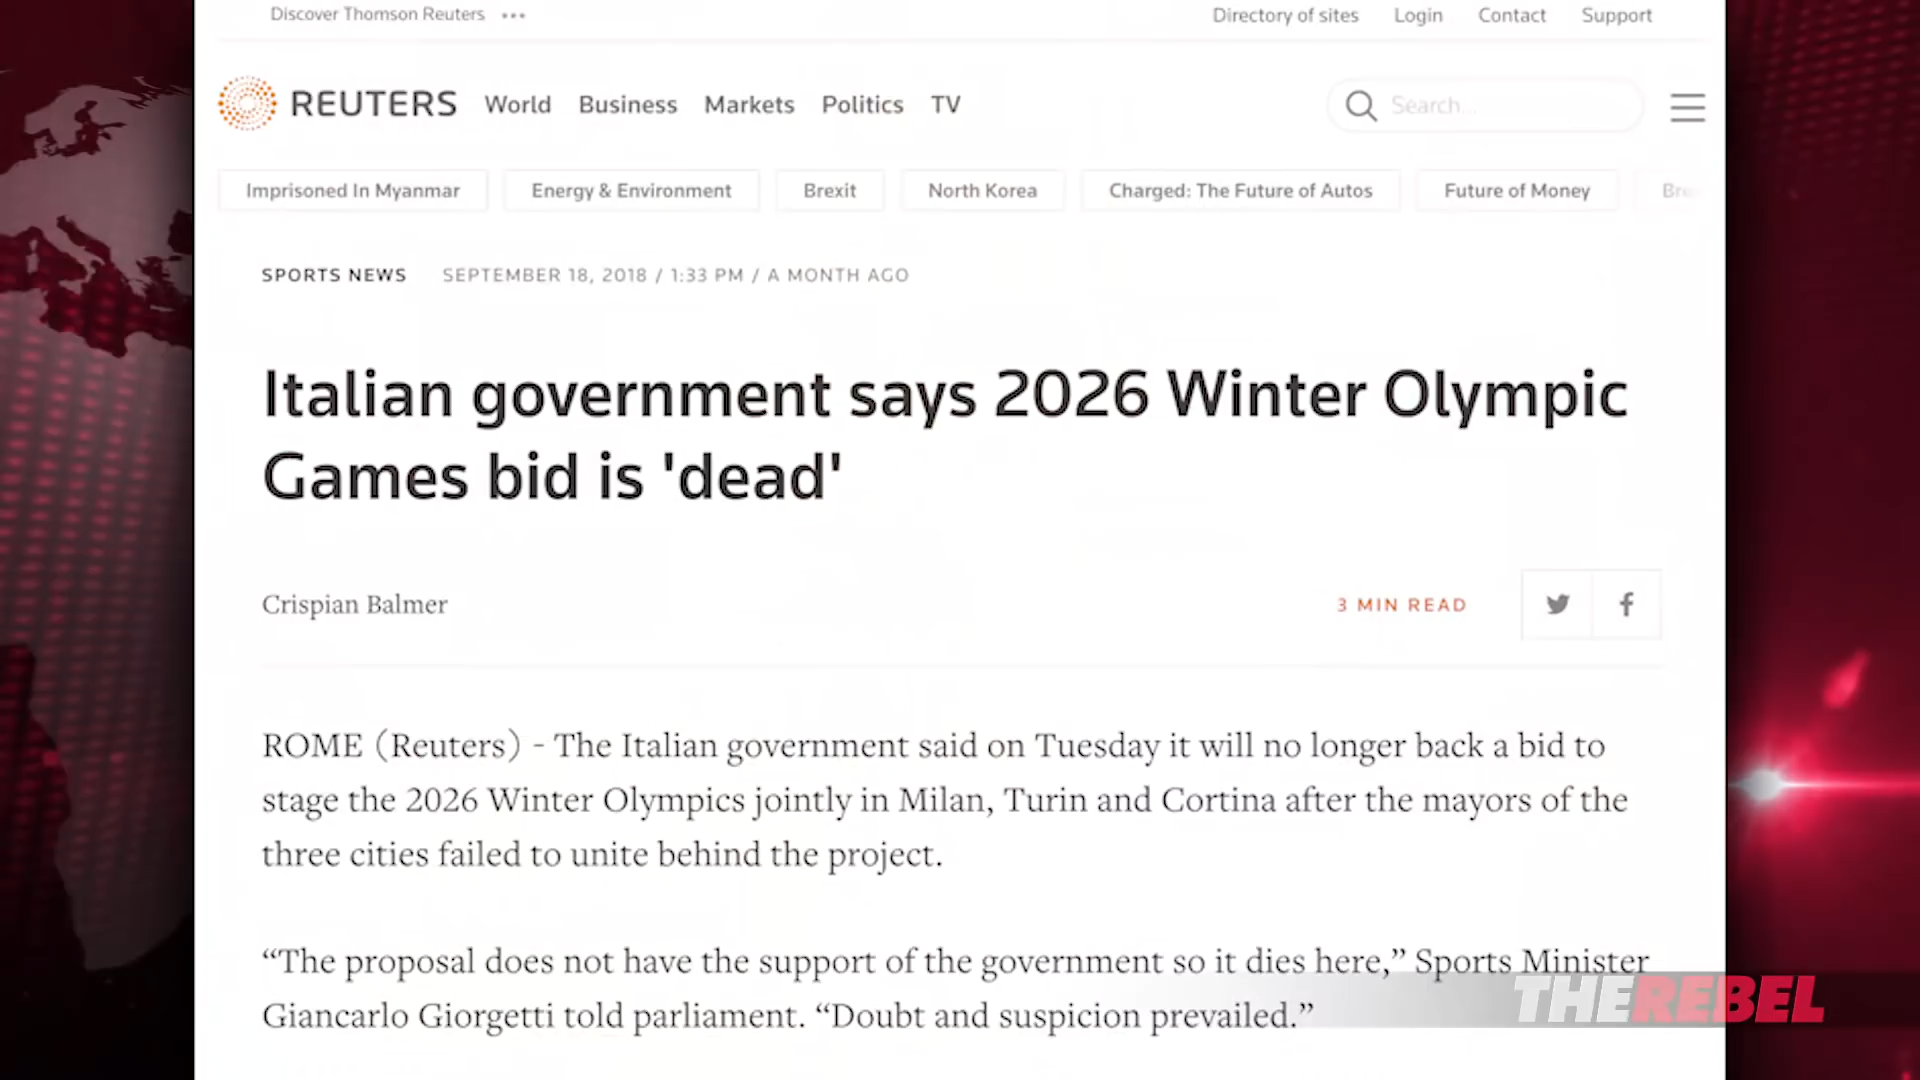 Discover Thomson Reuters
Directory of sites Login Contact Support
REUTERS World Business Markets Politics TV Search...
Imprisoned In Myanmar Energy & Environment Brexit North Korea Charged: The Future of Autos Future of Money
SPORTS NEWS SEPTEMBER 18, 2018 / 1:33 PM / A MONTH AGO
Italian government says 2026 Winter Olympic
Games bid is 'dead'
Crispian Balmer
3 MIN READ
ROME (Reuters) - The Italian government said on Tuesday it will no longer back a bid to
stage the 2026 Winter Olympics jointly in Milan, Turin and Cortina after the mayors of the
three cities failed to unite behind the project.
“The proposal does not have the support of the government so it dies here,” Sports Minister
Giancarlo Giorgetti told parliament. “Doubt and suspicion prevailed.”
THEREBEL